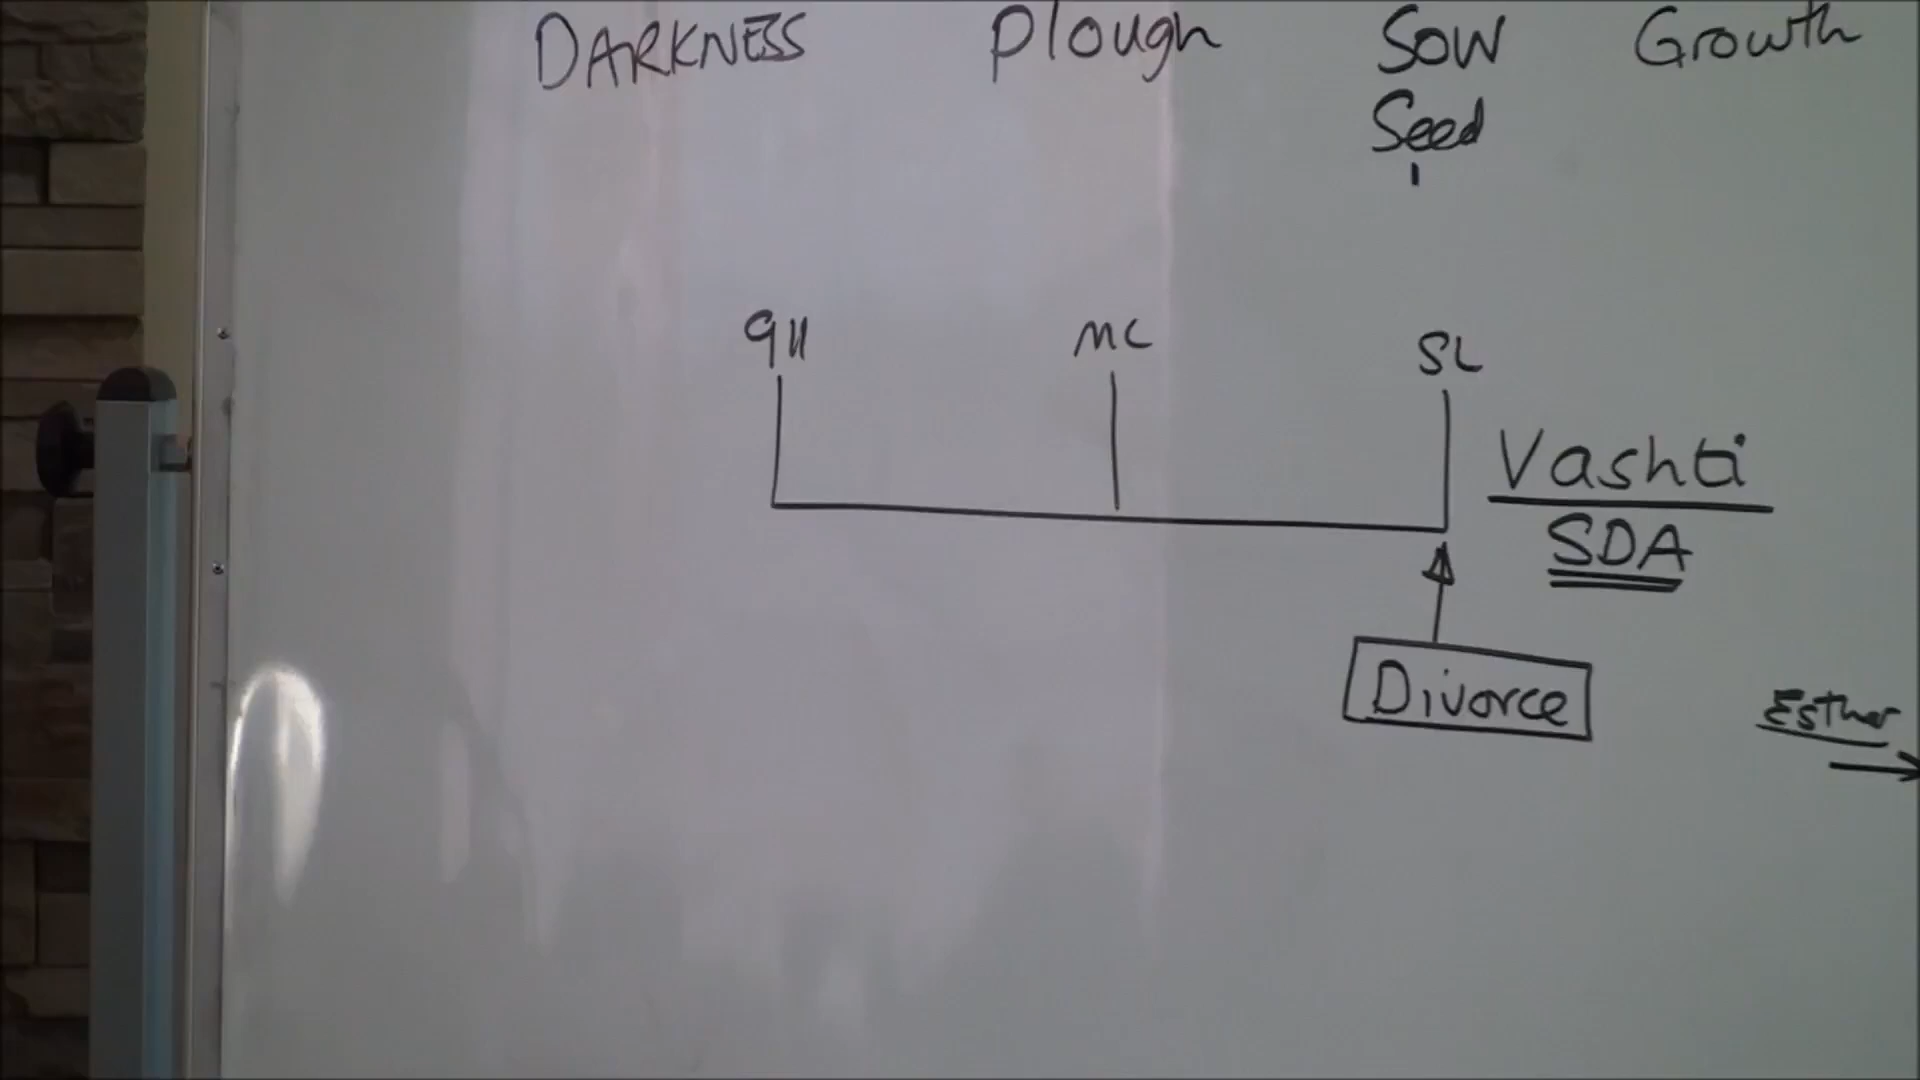 DARKNESS Plough Sow Growth
Seed
911 MC SL
Vashti
SDA
Divorce
Esther